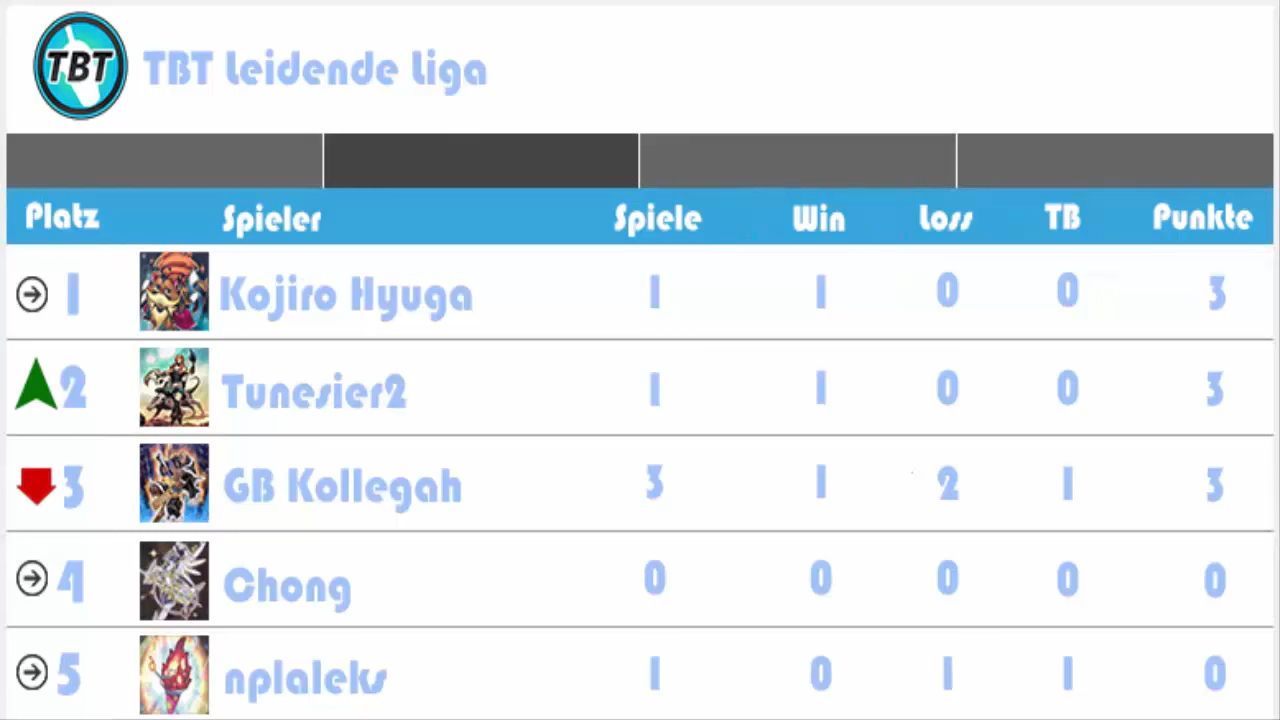 TBT TBT Leidende Liga
Platz Spieler Spiele Win Loss TB Punkte
1 Kojiro Hyuga 1 1 0 0 3
2 Tunesier2 1 1 0 0 3
3 GB Kollegah 3 1 2 1 3
4 Chong 0 0 0 0 0
5 nplaleks 1 0 1 1 0